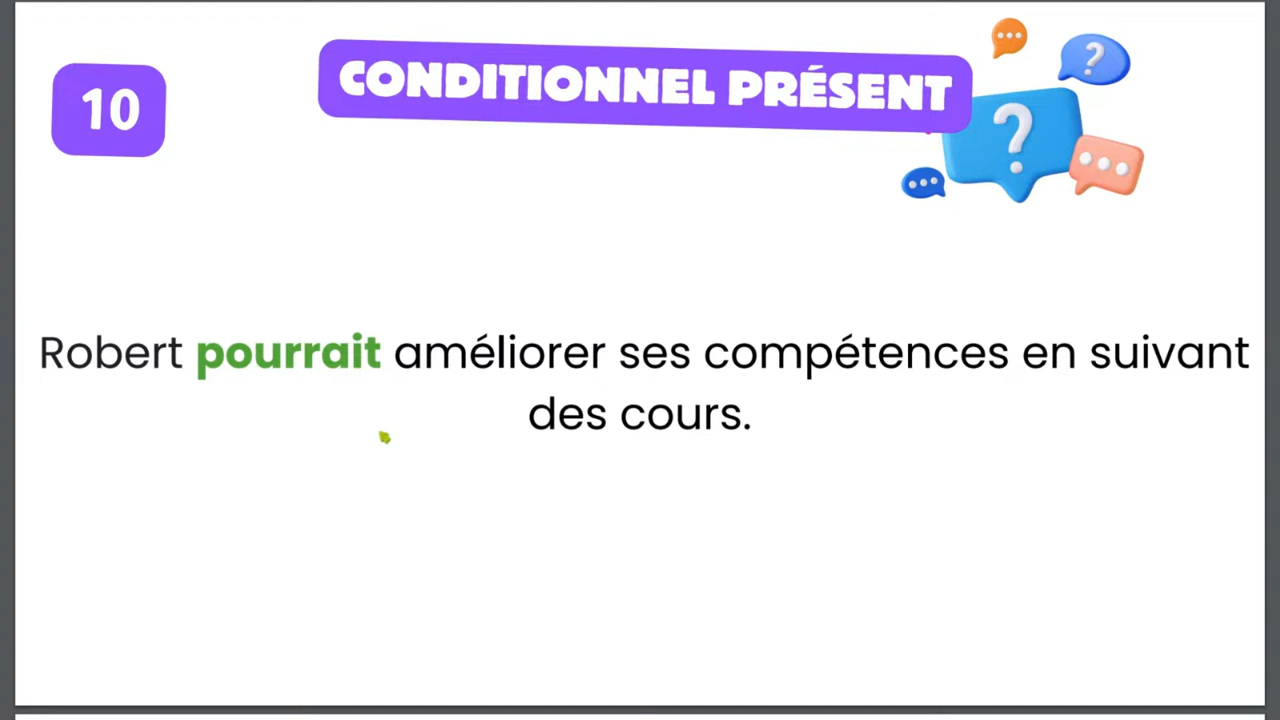 10
CONDITIONNEL PRÉSENT
Robert pourrait améliorer ses compétences en suivant
des cours.